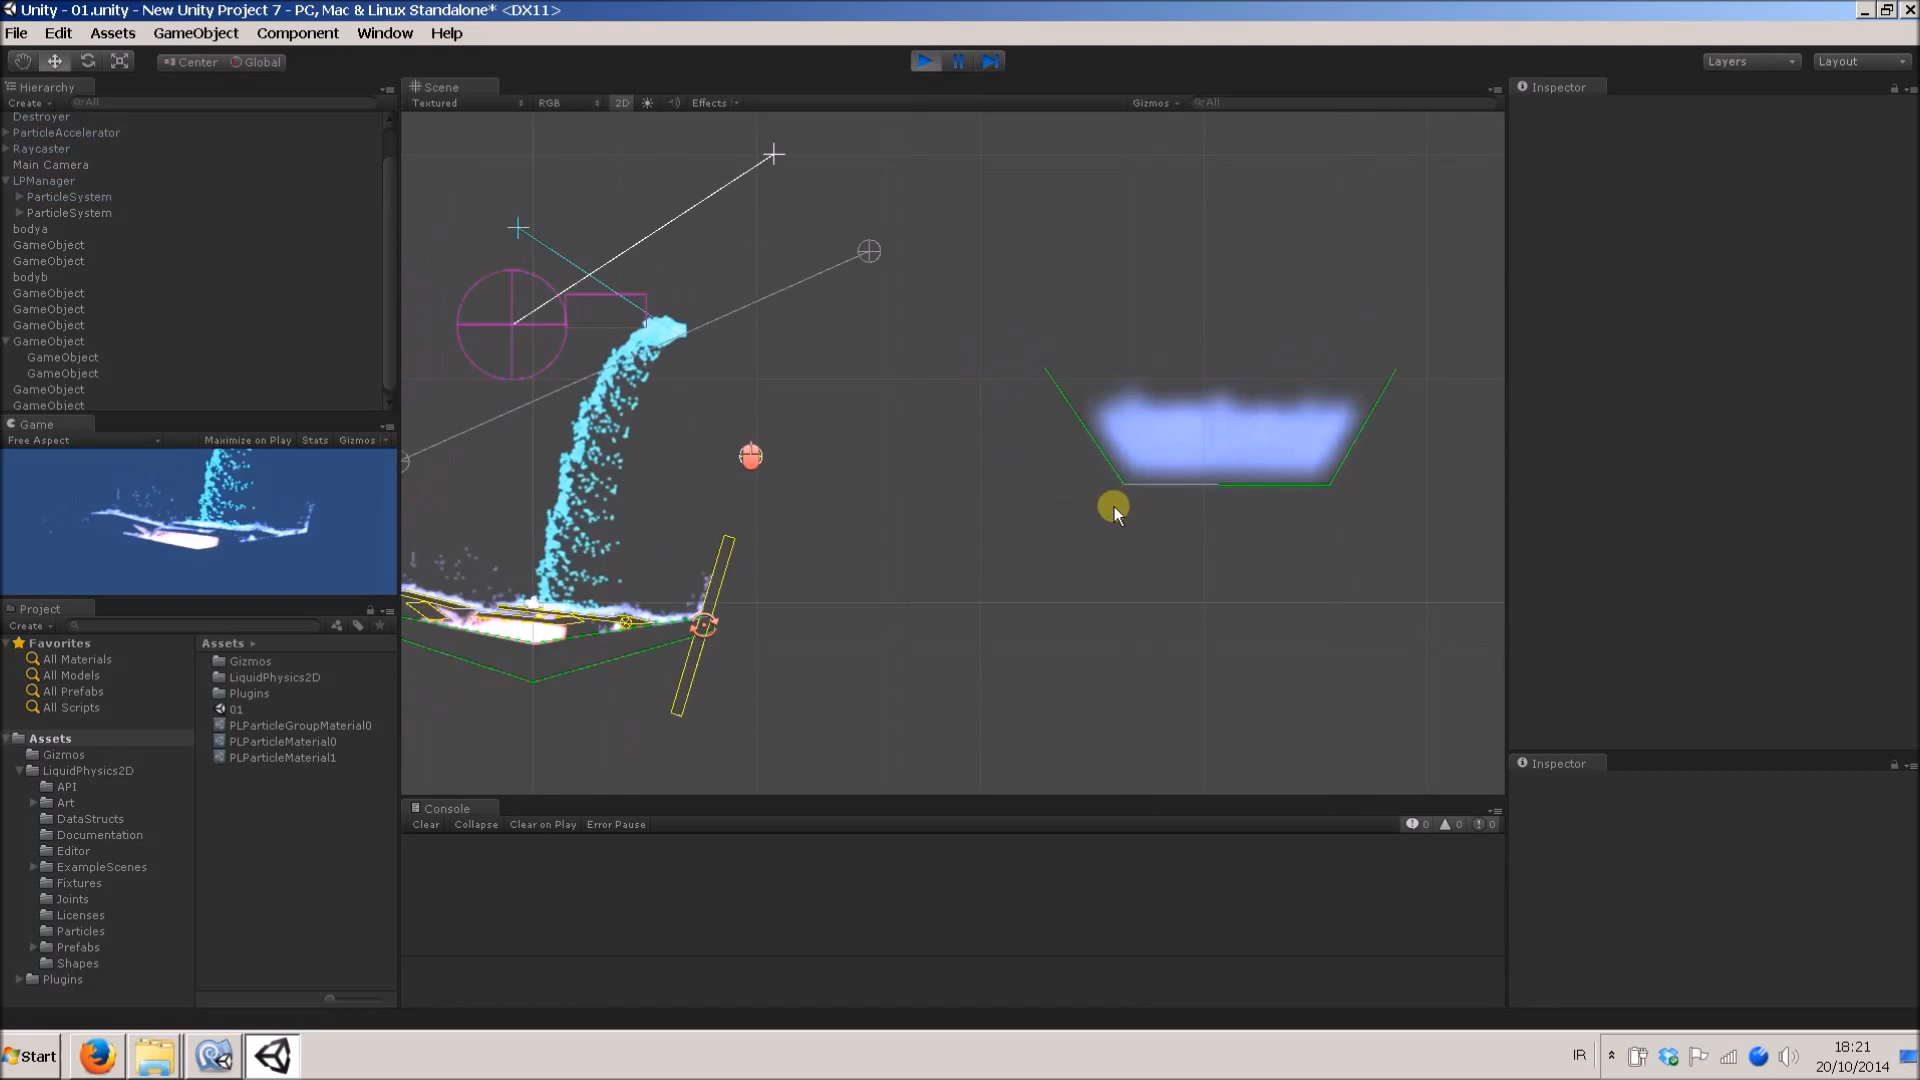 Unity - 01.unity - New Unity Project 7 - PC, Mac & Linux Standalone* <DX11>
File Edit Assets GameObject Component Window Help
Center Global Layers Layout
Hierarchy
Create All
Destroyer
ParticleAccelerator
Raycaster
Main Camera
LPManager
ParticleSystem
ParticleSystem
bodya
GameObject
GameObject
bodyb
GameObject
GameObject
GameObject
GameObject
GameObject
GameObject
GameObject
GameObject
Game
Free Aspect Maximize on Play Stats Gizmos
Project
Create
Favorites
All Materials
All Models
All Prefabs
All Scripts
Assets
Gizmos
LiquidPhysics2D
API
Art
DataStructs
Documentation
Editor
ExampleScenes
Fixtures
Joints
Licenses
Particles
Prefabs
Shapes
Plugins
Assets
Gizmos
LiquidPhysics2D
Plugins
01
PLParticleGroupMaterial0
PLParticleMaterial0
PLParticleMaterial1
Scene
Textured RGB 2D Effects Gizmos All
Console
Clear Collapse Clear on Play Error Pause 0 0 0
Inspector
Inspector
Start IR 18:21
20/10/2014